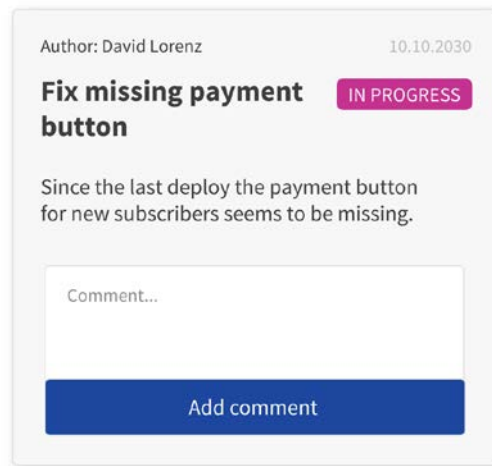 Author: David Lorenz
10.10.2030
Fix missing payment
button
IN PROGRESS
Since the last deploy the payment button
for new subscribers seems to be missing.
Comment...
Add comment